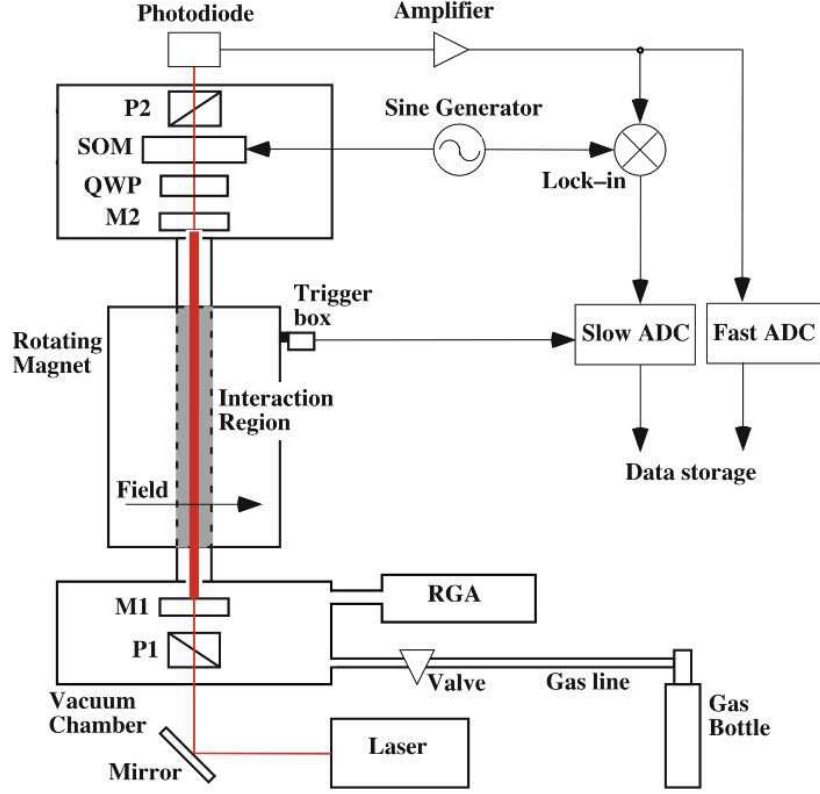 Photodiode
Amplifier
P2
Sine Generator
SOM
QWP
Lock–in
M2
Trigger
box
Rotating
Magnet
Slow ADC
Fast ADC
Interaction
Region
Field
Data storage
M1
RGA
P1
Valve
Gas line
Vacuum
Chamber
Gas
Bottle
Laser
Mirror